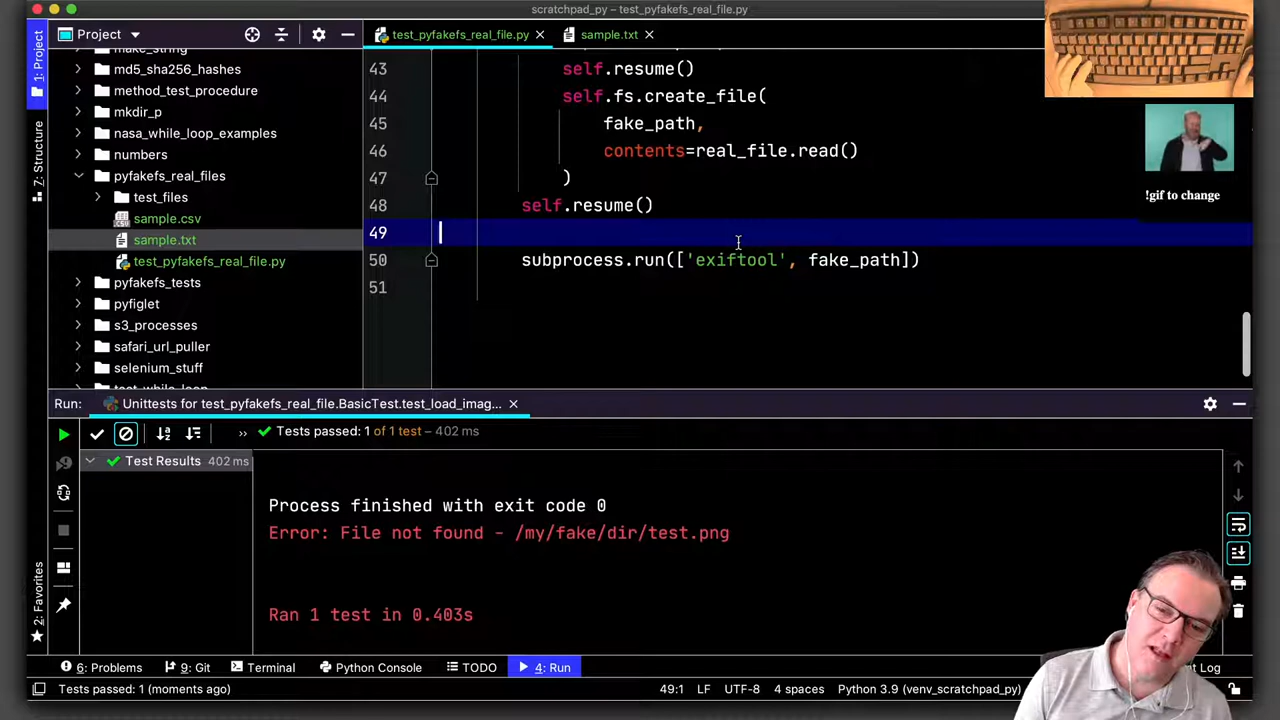 scratchpad_py – test_pyfakefs_real_file.py
Project
test_pyfakefs_real_file.py
sample.txt
1: Project
7: Structure
2: Favorites
md5_sha256_hashes
method_test_procedure
mkdir_p
nasa_while_loop_examples
numbers
pyfakefs_real_files
test_files
sample.csv
sample.txt
test_pyfakefs_real_file.py
pyfakefs_tests
pyfiglet
s3_processes
safari_url_puller
selenium_stuff
43 self.resume()
44 self.fs.create_file(
45 fake_path,
46 contents=real_file.read()
47 )
48 self.resume()
49
50 subprocess.run(['exiftool', fake_path])
51
!gif to change
Run: Unittests for test_pyfakefs_real_file.BasicTest.test_load_imag...
» Tests passed: 1 of 1 test – 402 ms
Test Results 402 ms
Process finished with exit code 0
Error: File not found - /my/fake/dir/test.png
Ran 1 test in 0.403s
6: Problems
9: Git
Terminal
Python Console
TODO
4: Run
nt Log
Tests passed: 1 (moments ago)
49:1 LF UTF-8 4 spaces Python 3.9 (venv_scratchpad_py)